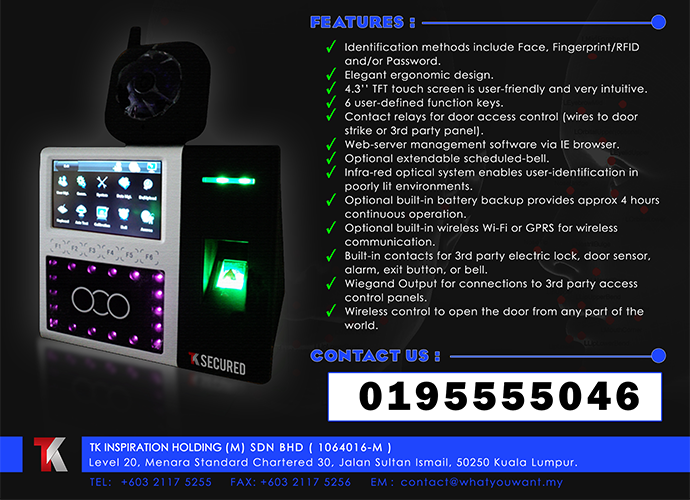 FEATURES :
✓ Identification methods include Face, Fingerprint/RFID
and/or Password.
✓ Elegant ergonomic design.
✓ 4.3'' TFT touch screen is user-friendly and very intuitive.
✓ 6 user-defined function keys.
✓ Contact relays for door access control (wires to door
strike or 3rd party panel).
✓ Web-server management software via IE browser.
✓ Optional extendable scheduled-bell.
✓ Infra-red optical system enables user-identification in
poorly lit environments.
✓ Optional built-in battery backup provides approx 4 hours
continuous operation.
✓ Optional built-in wireless Wi-Fi or GPRS for wireless
communication.
✓ Built-in contacts for 3rd party electric lock, door sensor,
alarm, exit button, or bell.
✓ Wiegand Output for connections to 3rd party access
control panels.
✓ Wireless control to open the door from any part of the
world.
F1 F2 F3 F4 F5 F6
TK SECURED
CONTACT US :
0195555046
TK
TK INSPIRATION HOLDING (M) SDN BHD ( 1064016-M )
Level 20, Menara Standard Chartered 30, Jalan Sultan Ismail, 50250 Kuala Lumpur.
TEL: +603 2117 5255 FAX: +603 2117 5256 EM : contact@whatyouwant.my